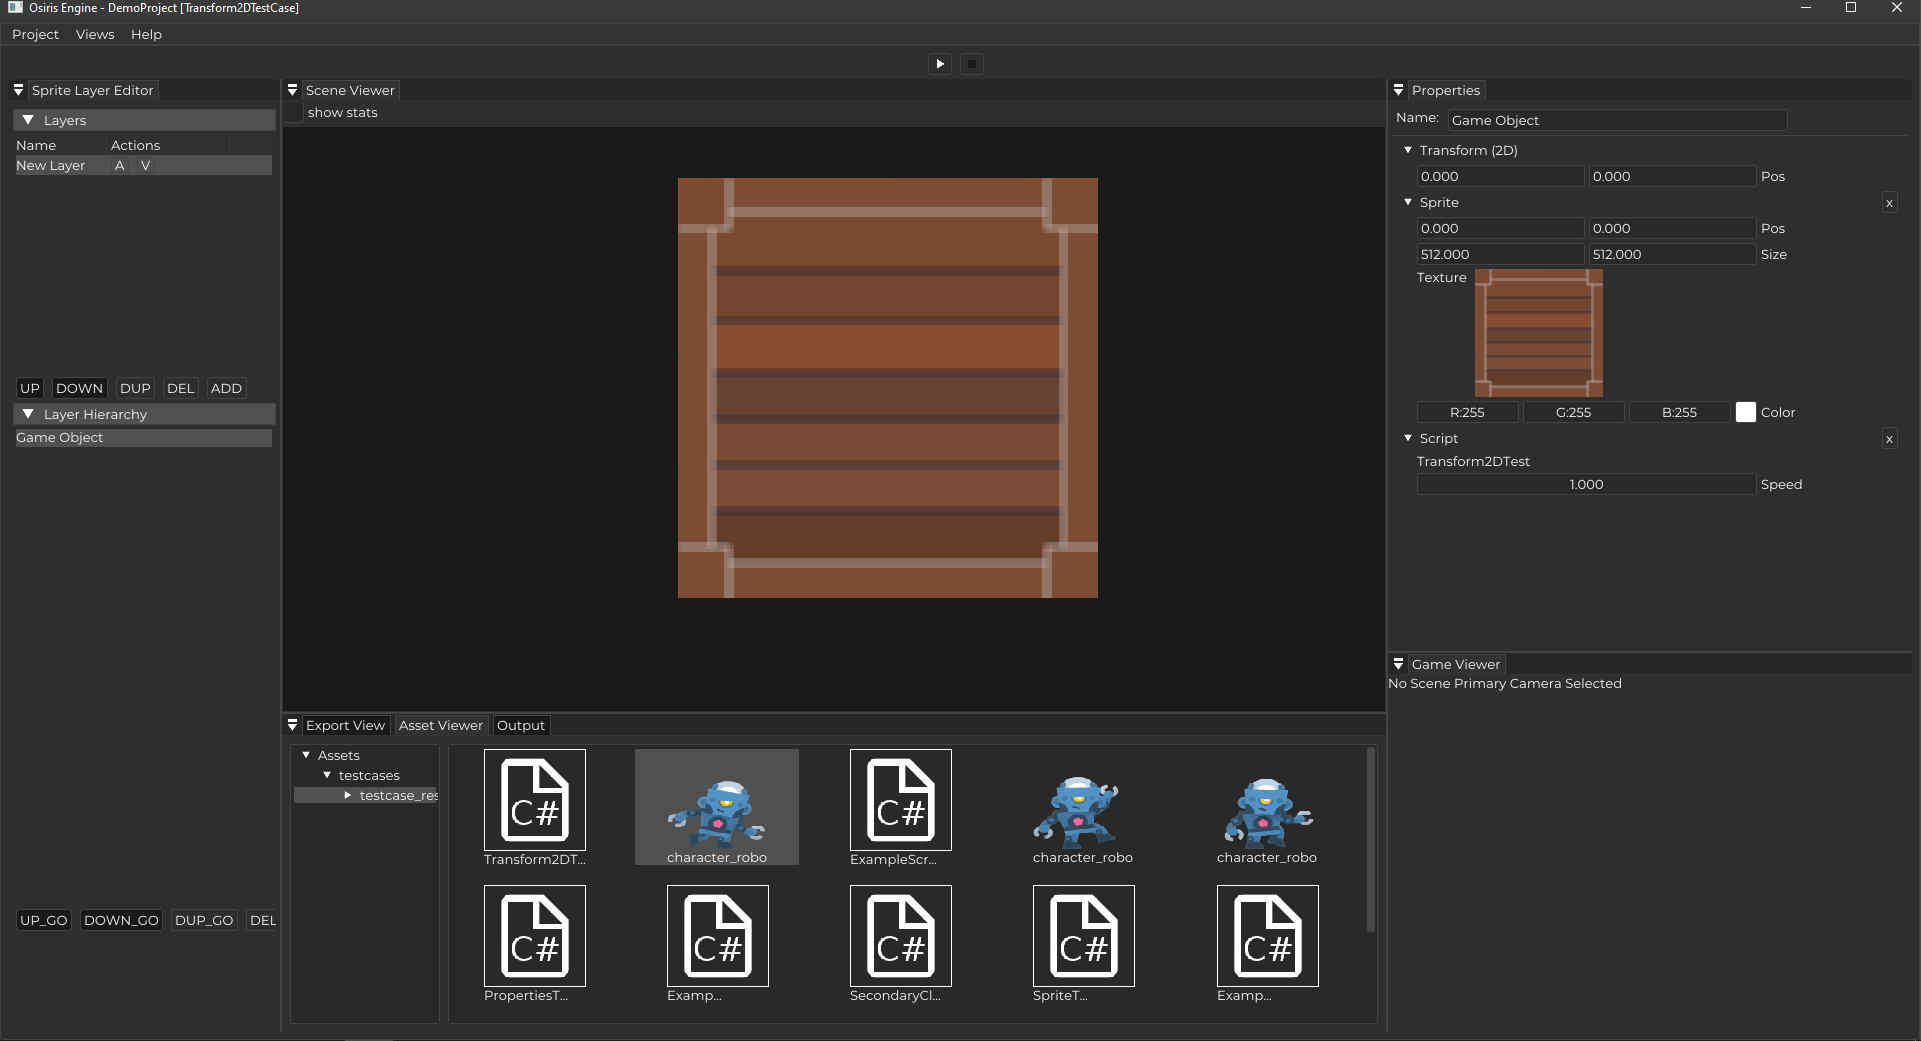 Osiris Engine - DemoProject [Transform2DTestCase]
Project Views Help
Sprite Layer Editor
Layers
Name Actions
New Layer A V
UP DOWN DUP DEL ADD
Layer Hierarchy
Game Object
UP_GO DOWN_GO DUP_GO DEL
Scene Viewer
show stats
Export View Asset Viewer Output
Assets
testcases
testcase_res
C# C#
Transform2DT... character_robo ExampleScr... character_robo character_robo
C# C# C# C# C#
PropertiesT... Examp... SecondaryCl... SpriteT... Examp...
Properties
Name: Game Object
Transform (2D)
0.000 0.000 Pos
Sprite x
0.000 0.000 Pos
512.000 512.000 Size
Texture
R:255 G:255 B:255 Color
Script x
Transform2DTest
1.000 Speed
Game Viewer
No Scene Primary Camera Selected